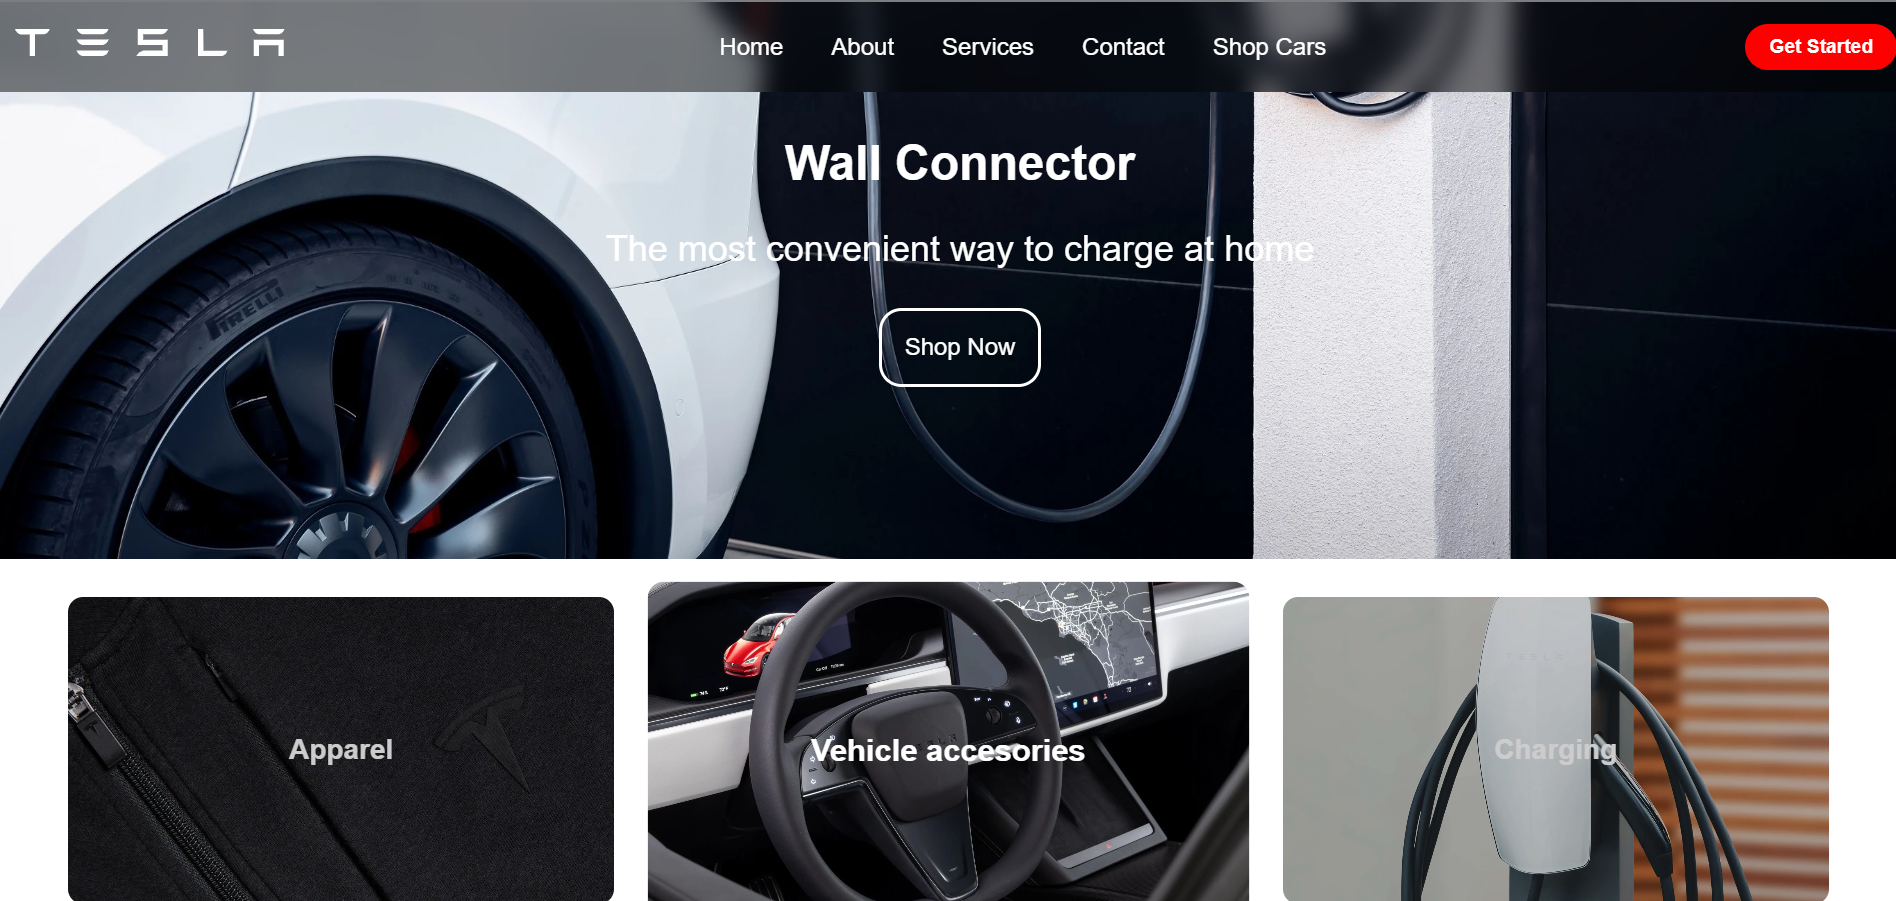 TESLA
Home About Services Contact Shop Cars
Get Started
Wall Connector
The most convenient way to charge at home
Shop Now
PIRELLI
Apparel
Vehicle accesories
Charging